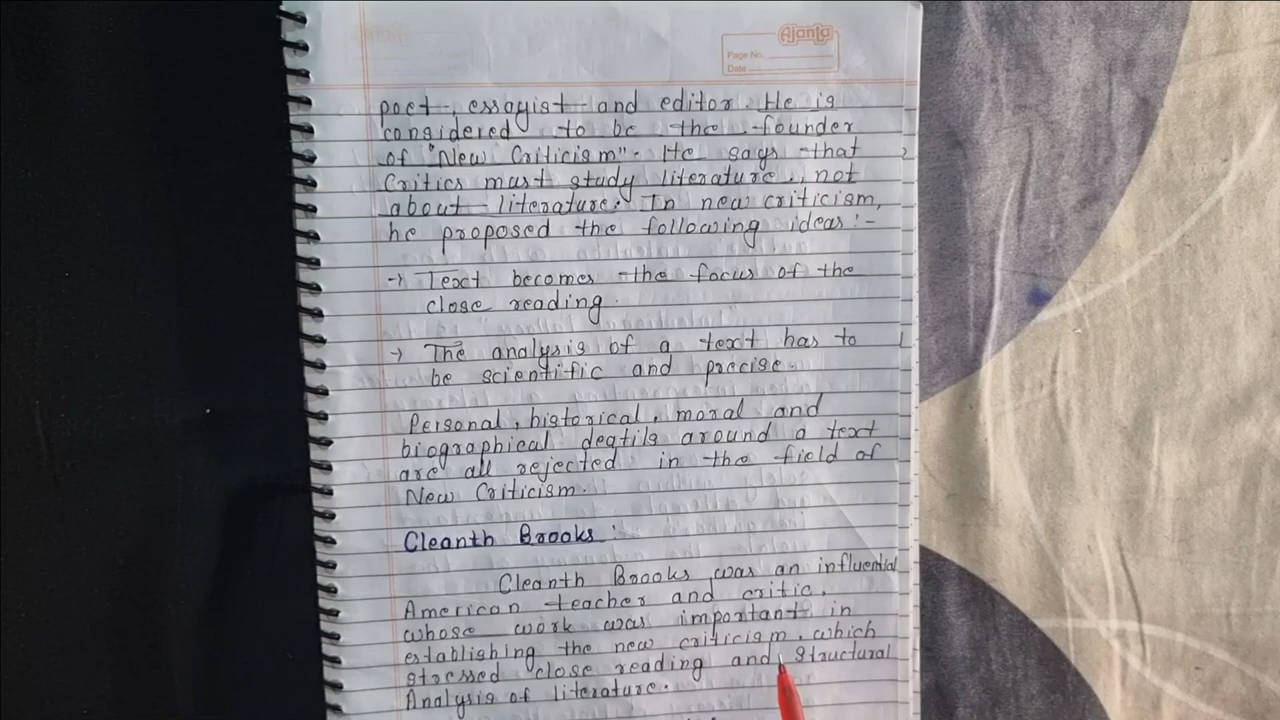 Ajanta
Page No.
Date
poet, essayist and editor. He is
considered to be the founder
of "New Criticism". He says that
Critics must study literature, not
about literature. In new criticism,
he proposed the following ideas:-
→ Text becomes the focus of the
close reading.
→ The analysis of a text has to
be scientific and precise.
Personal, historical, moral and
biographical deatils around a text
are all rejected in the field of
New Criticism.
Cleanth Brooks:
Cleanth Brooks was an influential
American teacher and critic,
whose work was important in
establishing the new criticism, which
stressed close reading and structural
Analysis of literature.